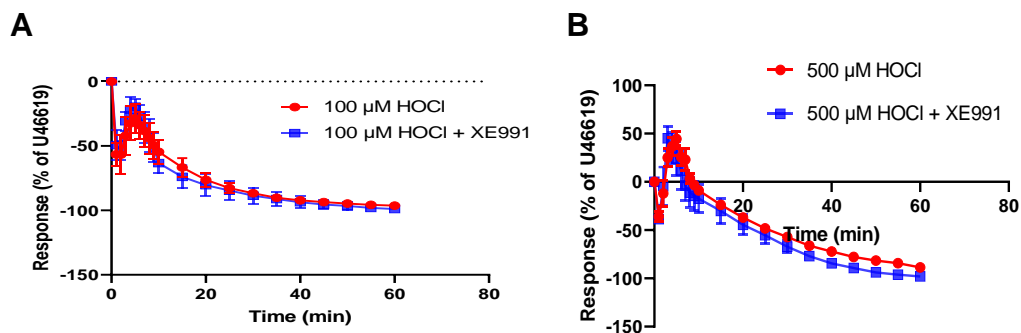 A
Response (% of U46619)
0
-50
-100
-150
0
20
40
60
80
Time (min)
100 µM HOCl
100 µM HOCl + XE991
B
Response (% of U46619)
100
50
0
-50
-100
-150
20
40
60
80
Time (min)
500 µM HOCl
500 µM HOCl + XE991